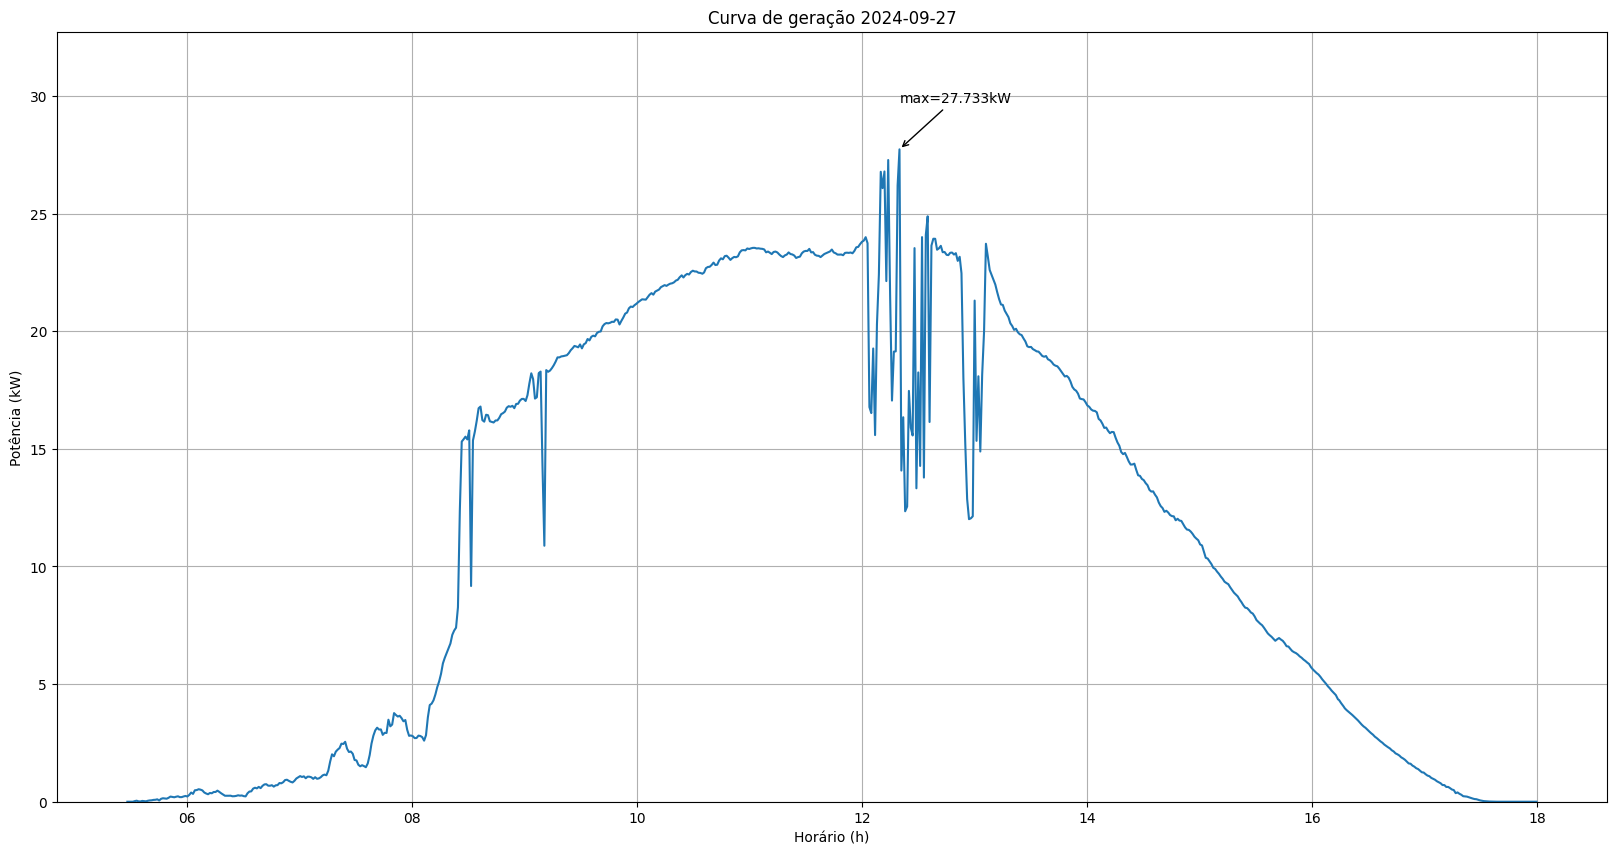 Curva de geração 2024-09-27
max=27.733kW
Potência (kW)
30
25
20
15
10
5
0
06 08 10 12 14 16 18
Horário (h)